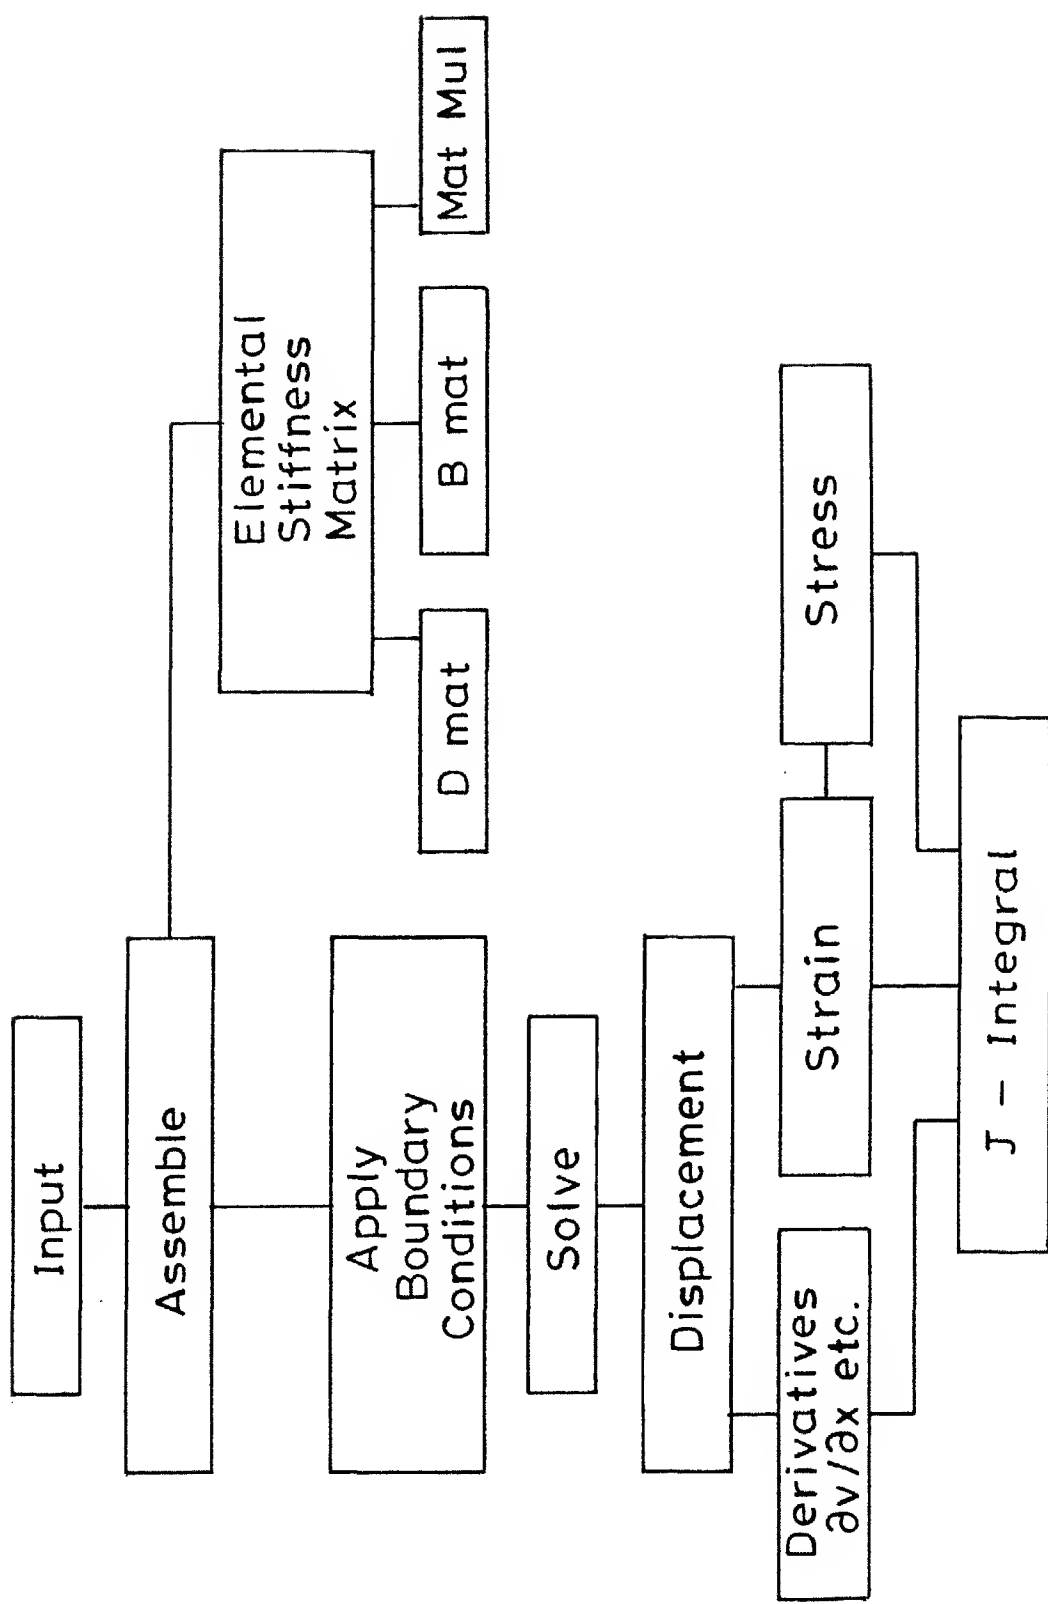 Input
Assemble
Elemental
Stiffness
Matrix
D mat
B mat
Mat Mul
Apply
Boundary
Conditions
Solve
Displacement
Derivatives
∂v/∂x etc.
Strain
Stress
J - Integral